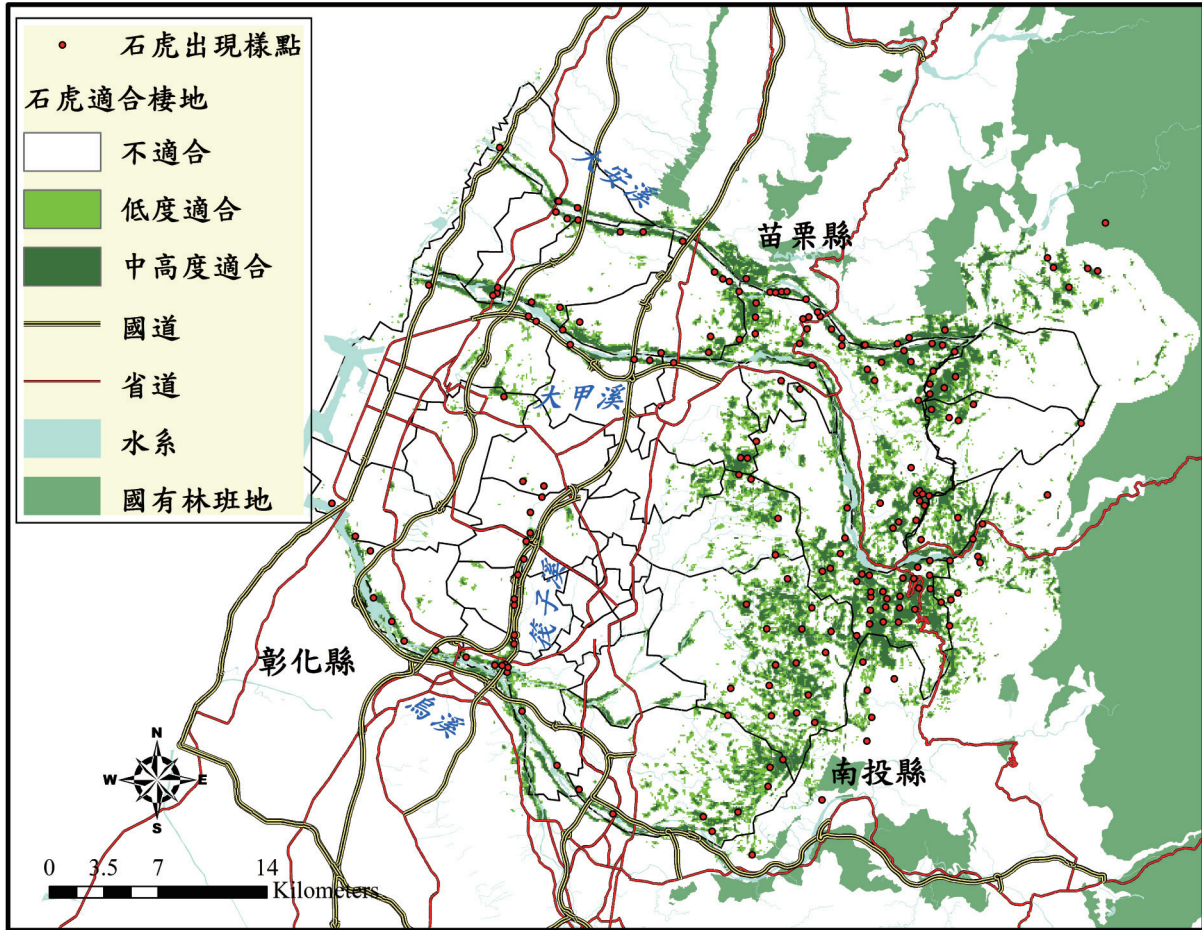 石虎出現樣點
石虎適合棲地
不適合
低度適合
中高度適合
國道
省道
水系
國有林班地
大安溪
苗栗縣
大甲溪
筏子溪
彰化縣
烏溪
南投縣
N
W E
S
0 3.5 7 14
Kilometers